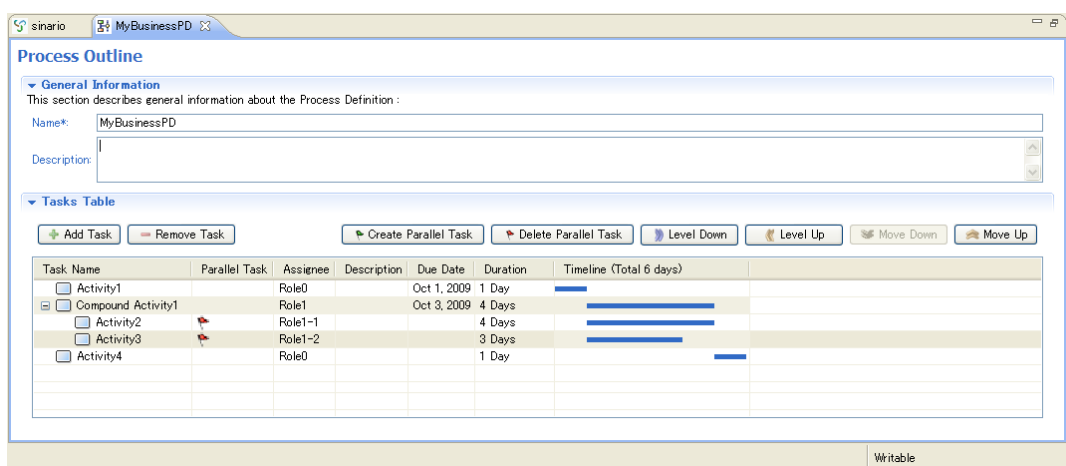 sinario MyBusinessPD
Process Outline
General Information
This section describes general information about the Process Definition :
Name*: MyBusinessPD
Description:
Tasks Table
Add Task Remove Task Create Parallel Task Delete Parallel Task Level Down Level Up Move Down Move Up
Task Name Parallel Task Assignee Description Due Date Duration Timeline (Total 6 days)
Activity1 Role0 Oct 1, 2009 1 Day
Compound Activity1 Role1 Oct 3, 2009 4 Days
Activity2 Role1-1 4 Days
Activity3 Role1-2 3 Days
Activity4 Role0 1 Day
Writable